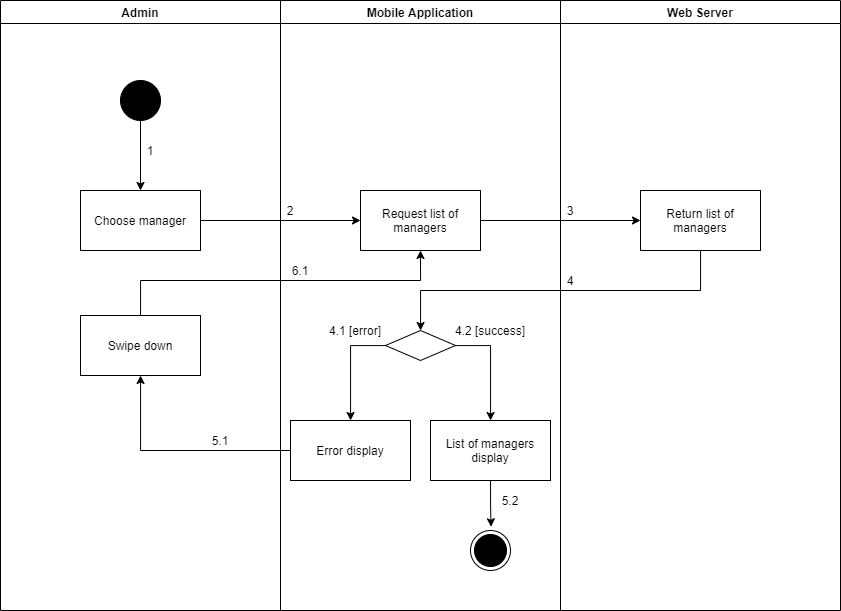 Admin
Mobile Application
Web Server
1
Choose manager
2
Request list of
managers
3
Return list of
managers
6.1
4
Swipe down
4.1 [error]
4.2 [success]
5.1
Error display
List of managers
display
5.2